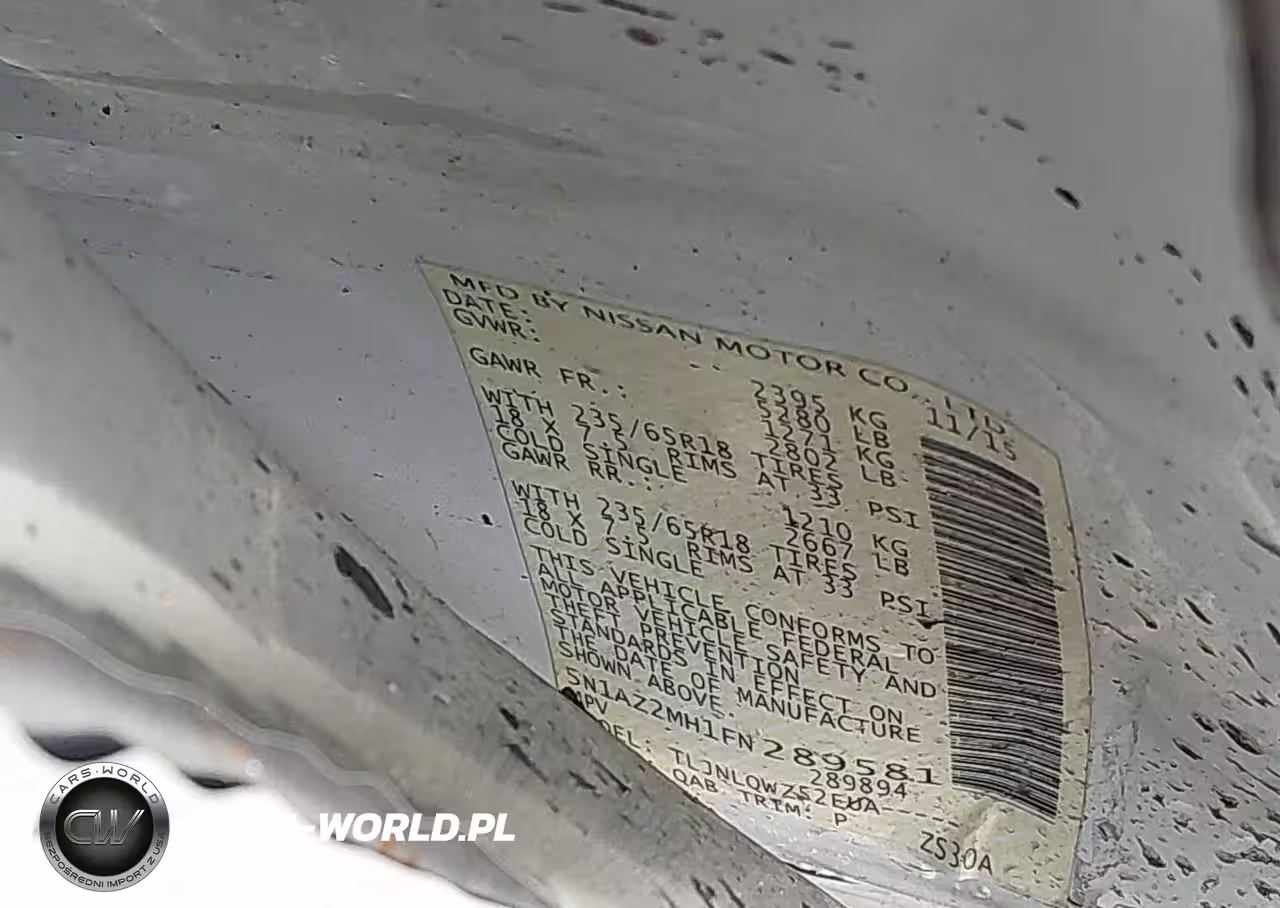 MFD BY NISSAN MOTOR CO., LTD.
DATE: 11/15
GVWR: 2395 KG
5280 LB
GAWR FR.: 1271 KG
2802 LB
WITH 235/65R18 TIRES
18 X 7.5 RIMS AT 33 PSI
COLD SINGLE
GAWR RR.: 1210 KG
2667 LB
WITH 235/65R18 TIRES
18 X 7.5 RIMS AT 33 PSI
COLD SINGLE
THIS VEHICLE CONFORMS TO
ALL APPLICABLE FEDERAL
MOTOR VEHICLE SAFETY AND
THEFT PREVENTION
STANDARDS IN EFFECT ON
THE DATE OF MANUFACTURE
SHOWN ABOVE.
5N1AZ2MH1FN289581
MPV 289894
TLJNLQWZS2EUA----
QAB TRIM: P
ZS30A
CARS-WORLD
CW
BEZPOŚREDNI IMPORT Z USA
-WORLD.PL